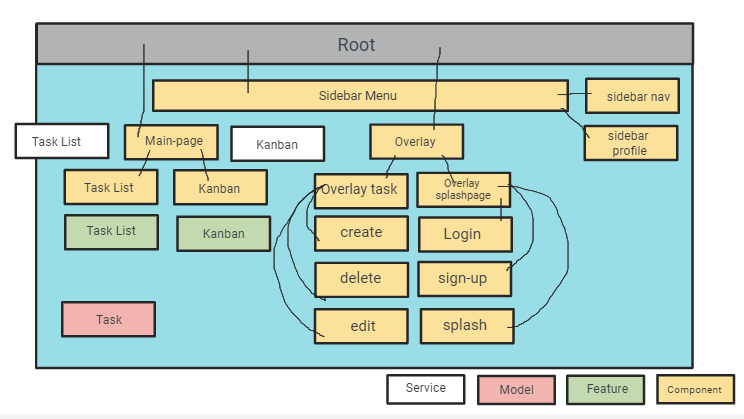 Root
Sidebar Menu
sidebar nav
Task List
Main-page
Kanban
Overlay
sidebar
profile
Task List
Kanban
Overlay task
Overlay
splashpage
Task List
Kanban
create
Login
delete
sign-up
Task
edit
splash
Service
Model
Feature
Component